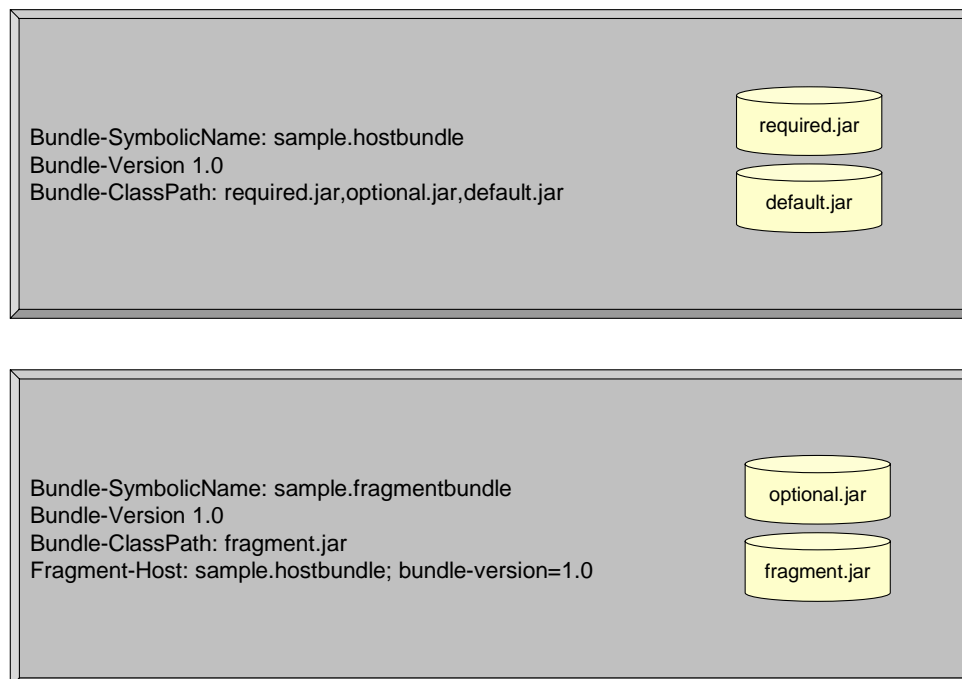 Bundle-SymbolicName: sample.hostbundle
Bundle-Version 1.0
Bundle-ClassPath: required.jar,optional.jar,default.jar
required.jar
default.jar
Bundle-SymbolicName: sample.fragmentbundle
Bundle-Version 1.0
Bundle-ClassPath: fragment.jar
Fragment-Host: sample.hostbundle; bundle-version=1.0
optional.jar
fragment.jar